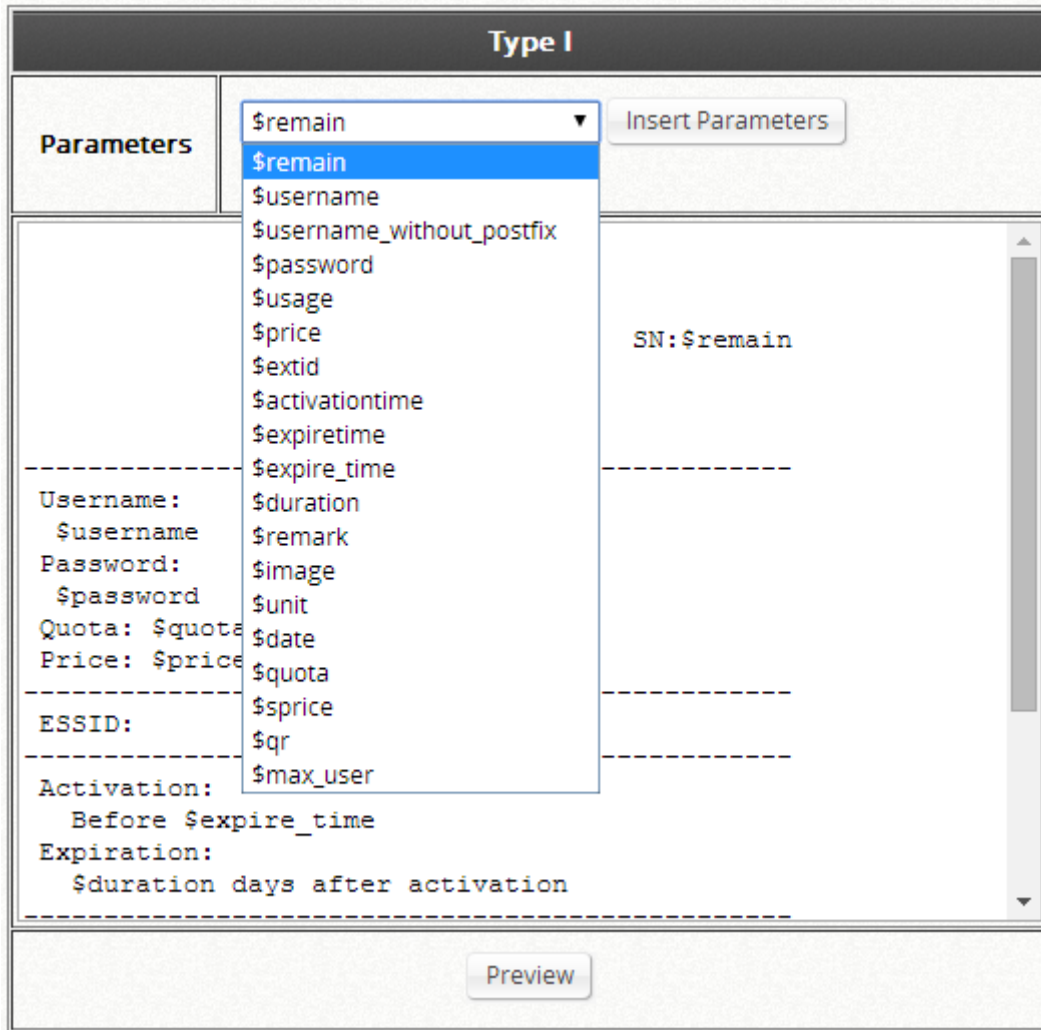 Type I
Parameters
$remain
Insert Parameters
$remain
$username
$username_without_postfix
$password
$usage
$price
$extid
$activationtime
$expiretime
$expire_time
$duration
$remark
$image
$unit
$date
$quota
$sprice
$qr
$max_user
SN:$remain
------------------------------------------------
Username:
$username
Password:
$password
Quota: $quota
Price: $price
------------------------------------------------
ESSID:
------------------------------------------------
Activation:
Before $expire_time
Expiration:
$duration days after activation
------------------------------------------------
Preview